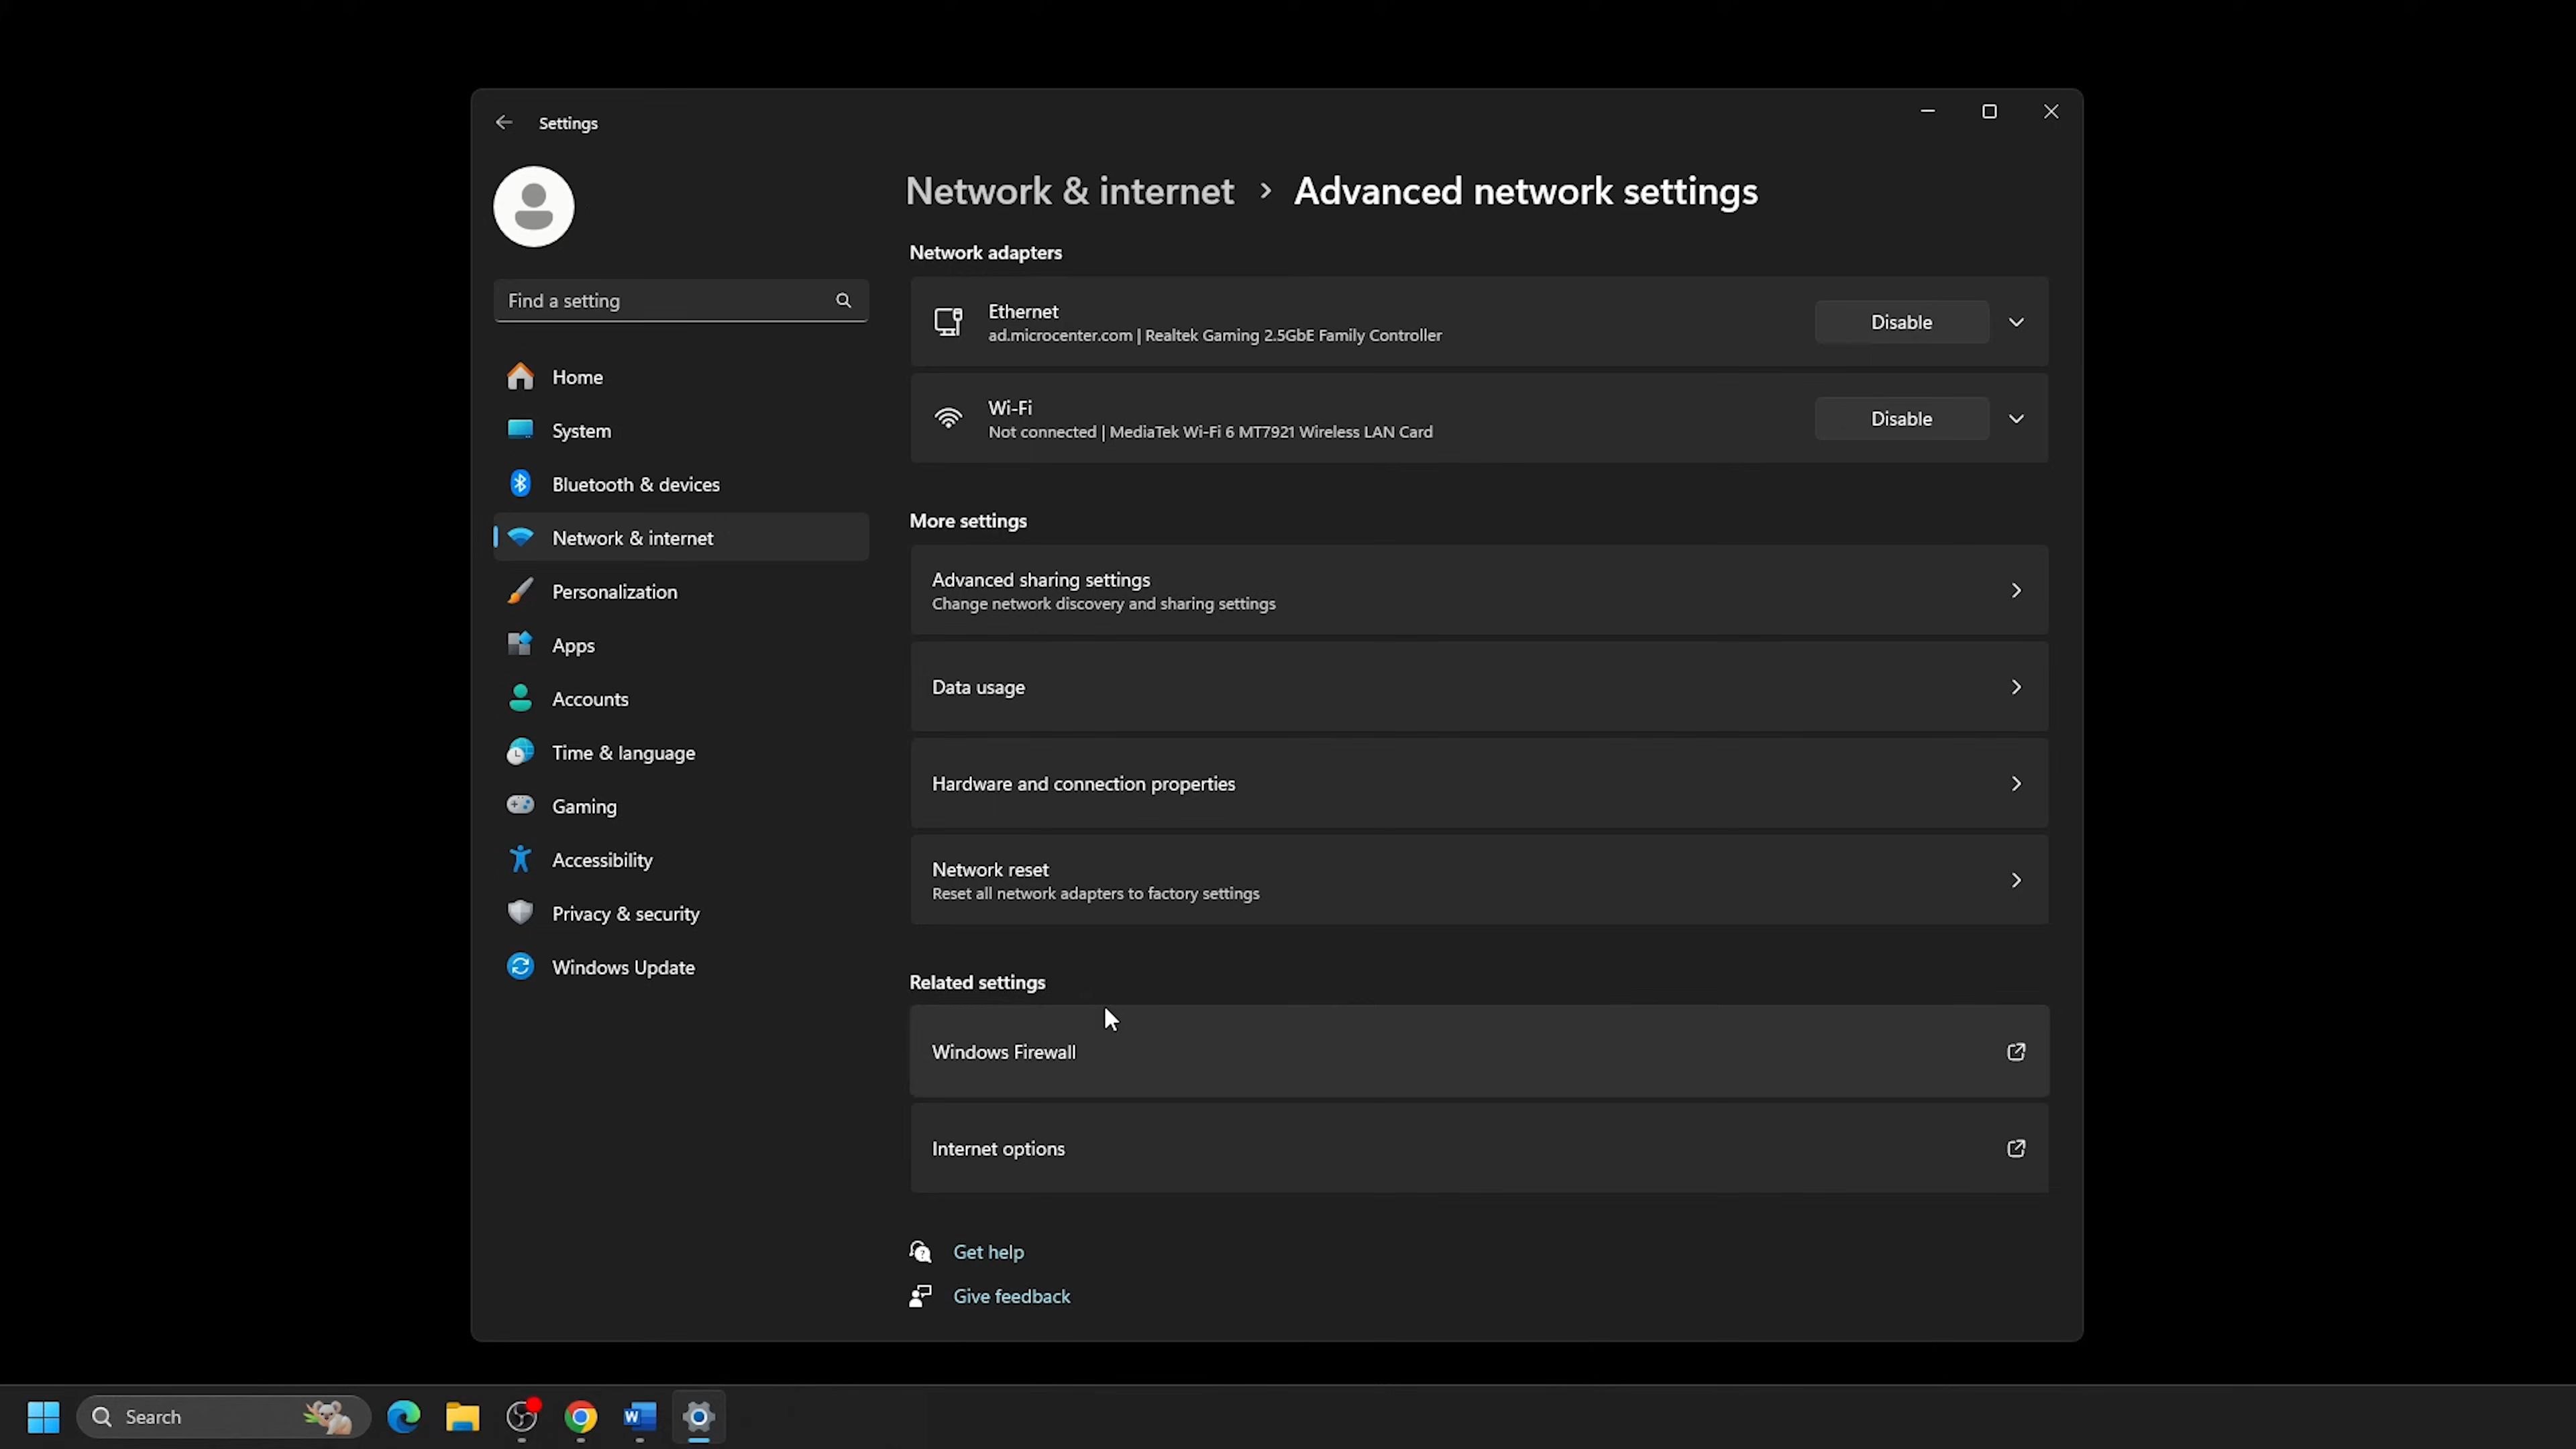 Settings
Find a setting
Home
System
Bluetooth & devices
Network & internet
Personalization
Apps
Accounts
Time & language
Gaming
Accessibility
Privacy & security
Windows Update
Network & internet > Advanced network settings
Network adapters
Ethernet
ad.microcenter.com | Realtek Gaming 2.5GbE Family Controller
Disable
Wi-Fi
Not connected | MediaTek Wi-Fi 6 MT7921 Wireless LAN Card
Disable
More settings
Advanced sharing settings
Change network discovery and sharing settings
Data usage
Hardware and connection properties
Network reset
Reset all network adapters to factory settings
Related settings
Windows Firewall
Internet options
Get help
Give feedback
Search